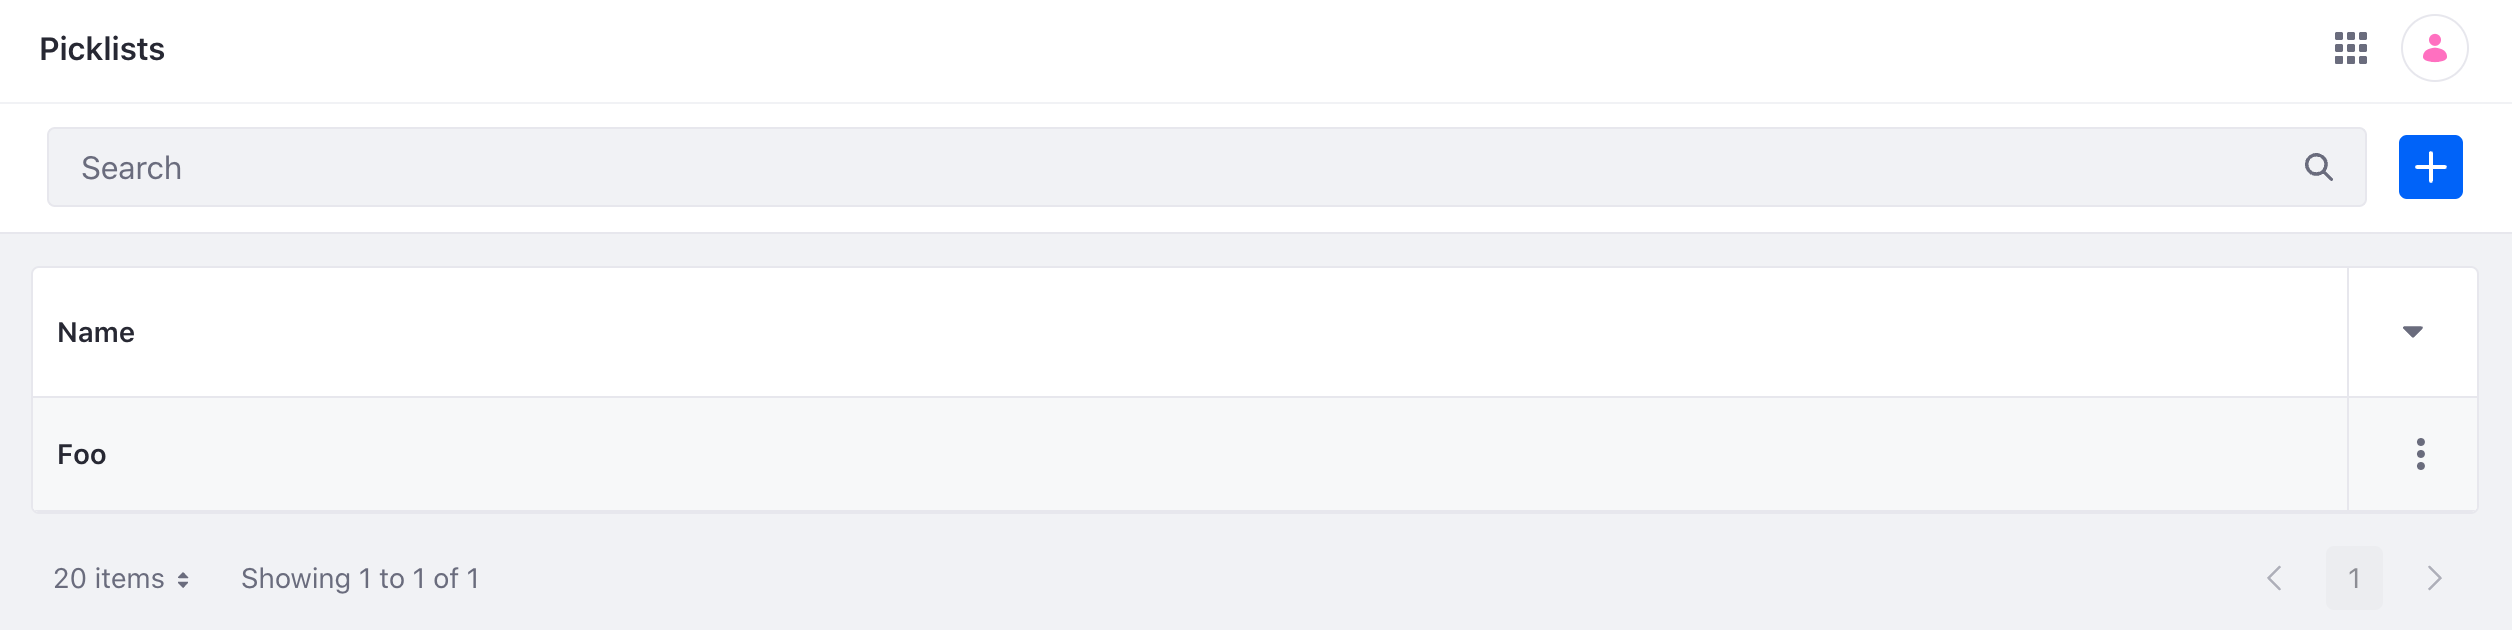 Picklists
Search
Name
Foo
20 items Showing 1 to 1 of 1 1